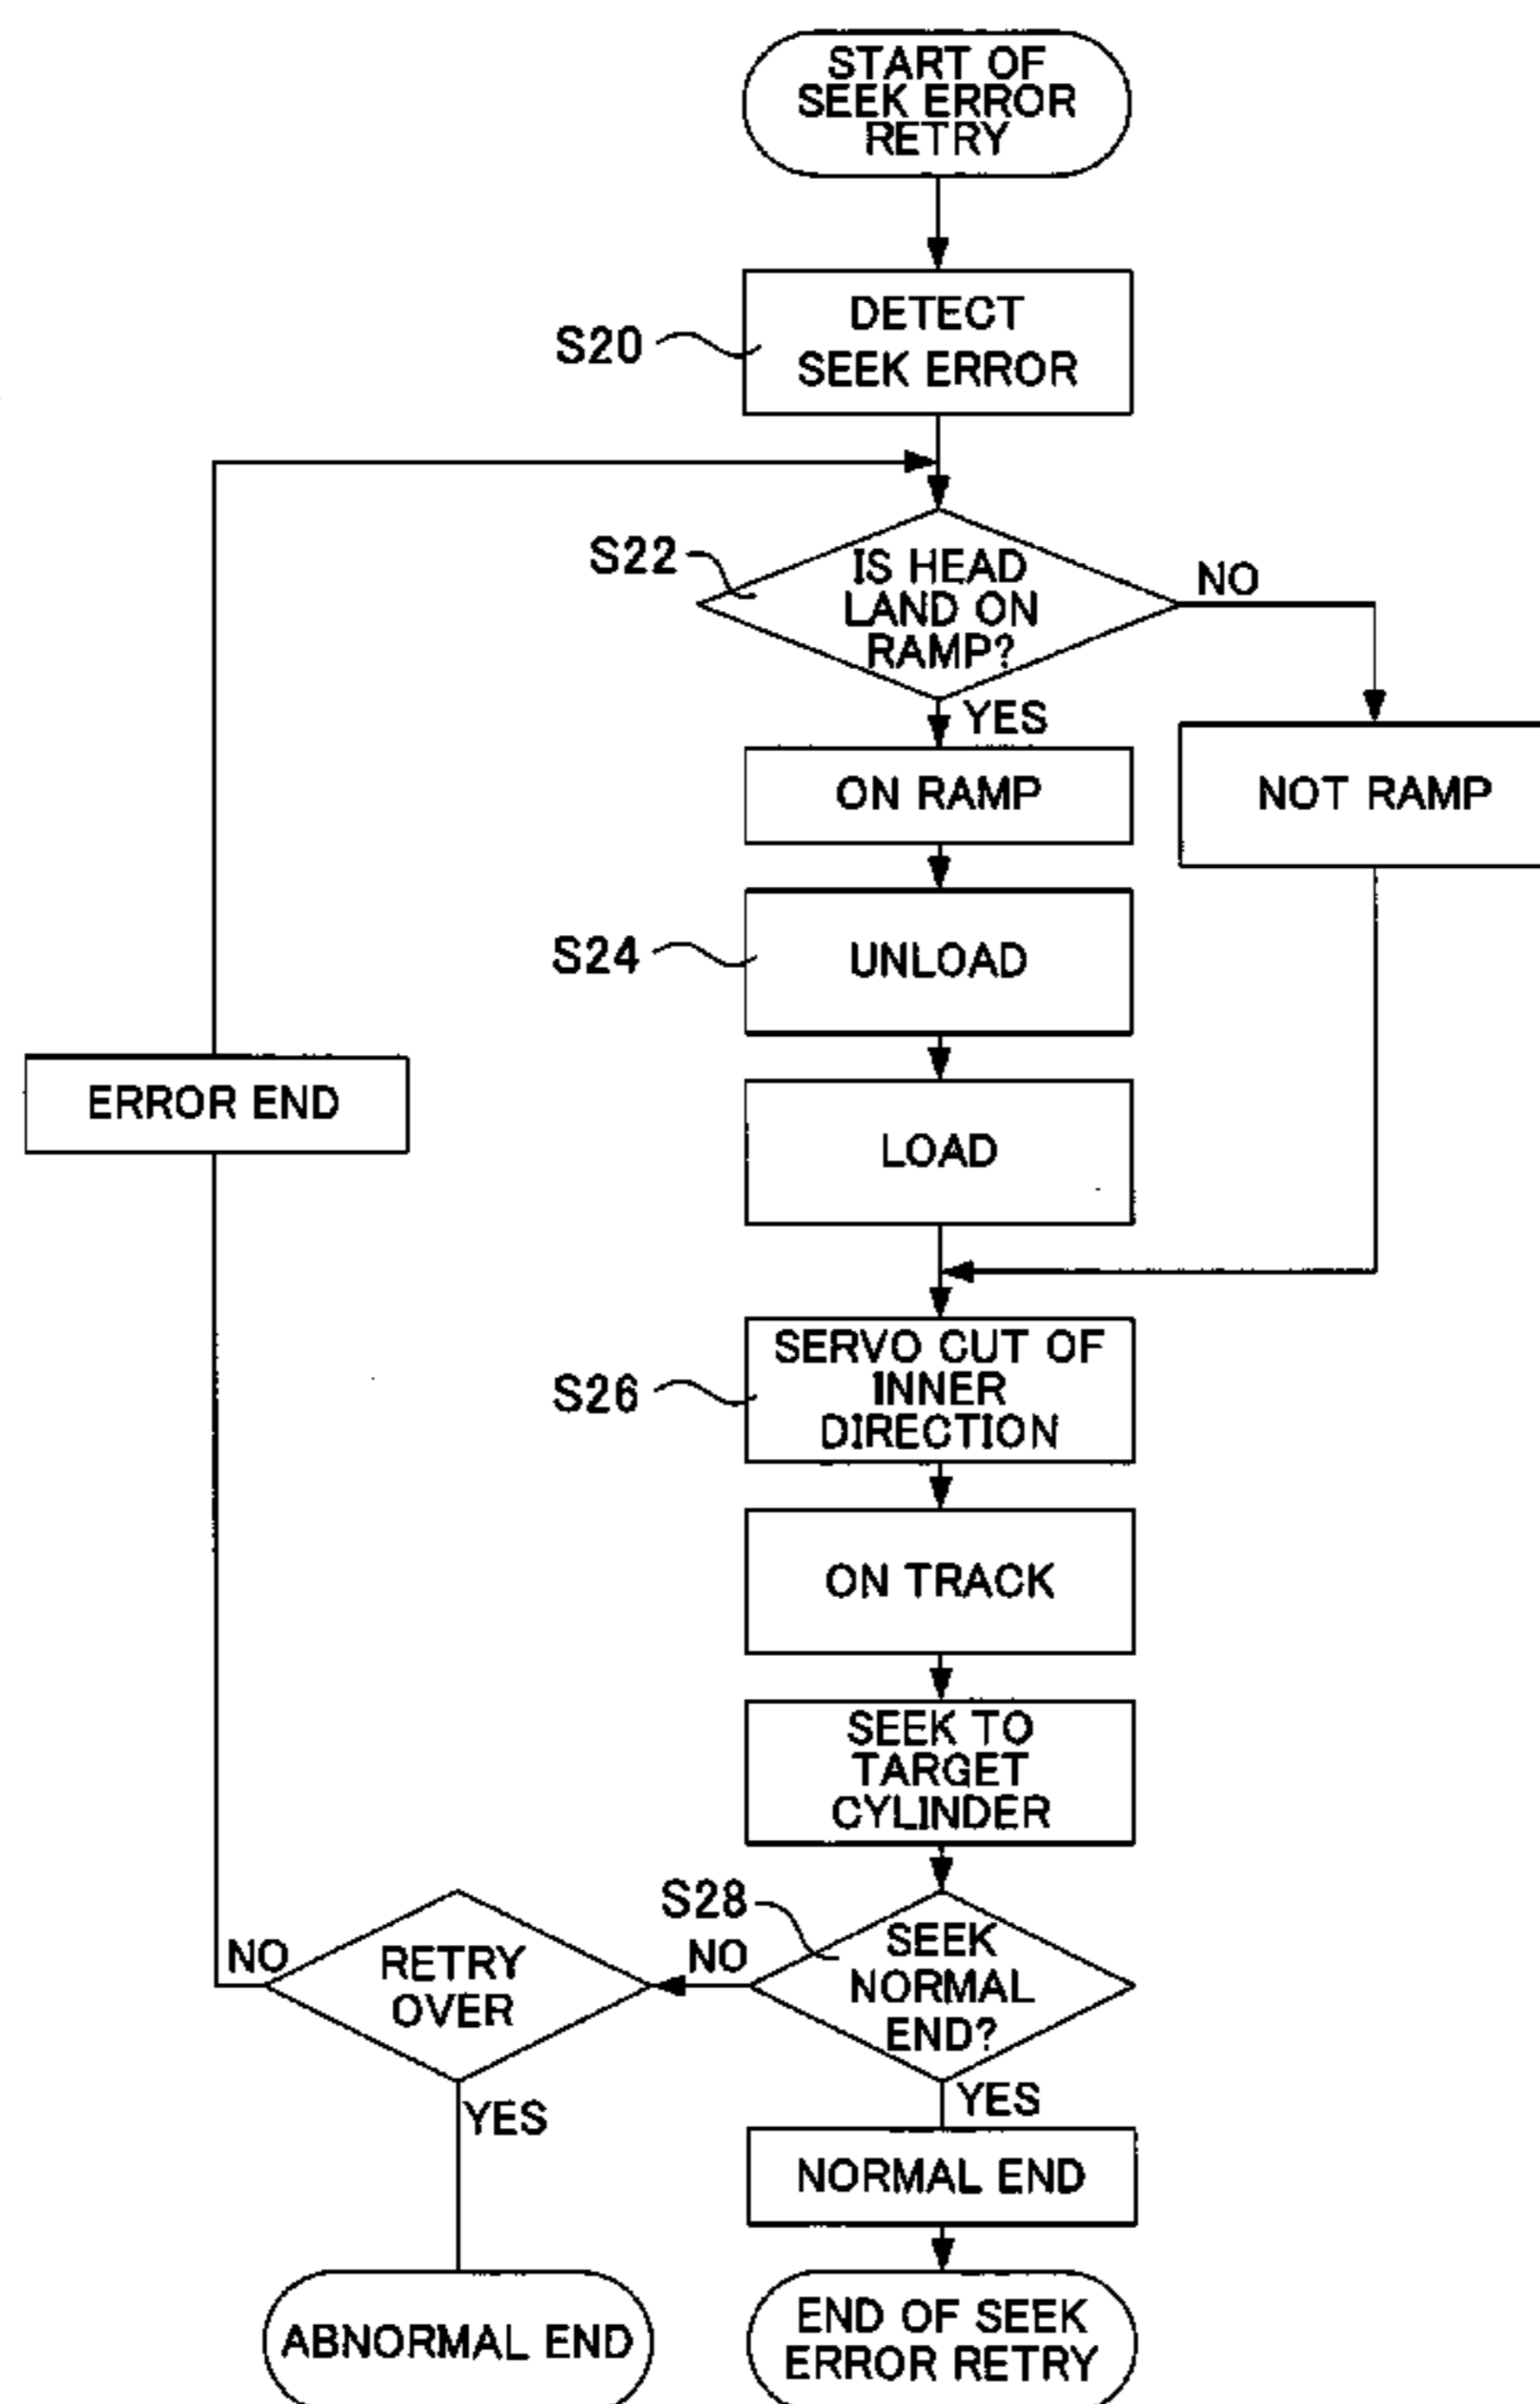 START OF
SEEK ERROR
RETRY
S20
DETECT
SEEK ERROR
S22
IS HEAD
LAND ON
RAMP?
NO
YES
ON RAMP
NOT RAMP
S24
UNLOAD
ERROR END
LOAD
S26
SERVO CUT OF
INNER
DIRECTION
ON TRACK
SEEK TO
TARGET
CYLINDER
S28
SEEK
NORMAL
END?
NO
RETRY
OVER
NO
YES
YES
NORMAL END
ABNORMAL END
END OF SEEK
ERROR RETRY